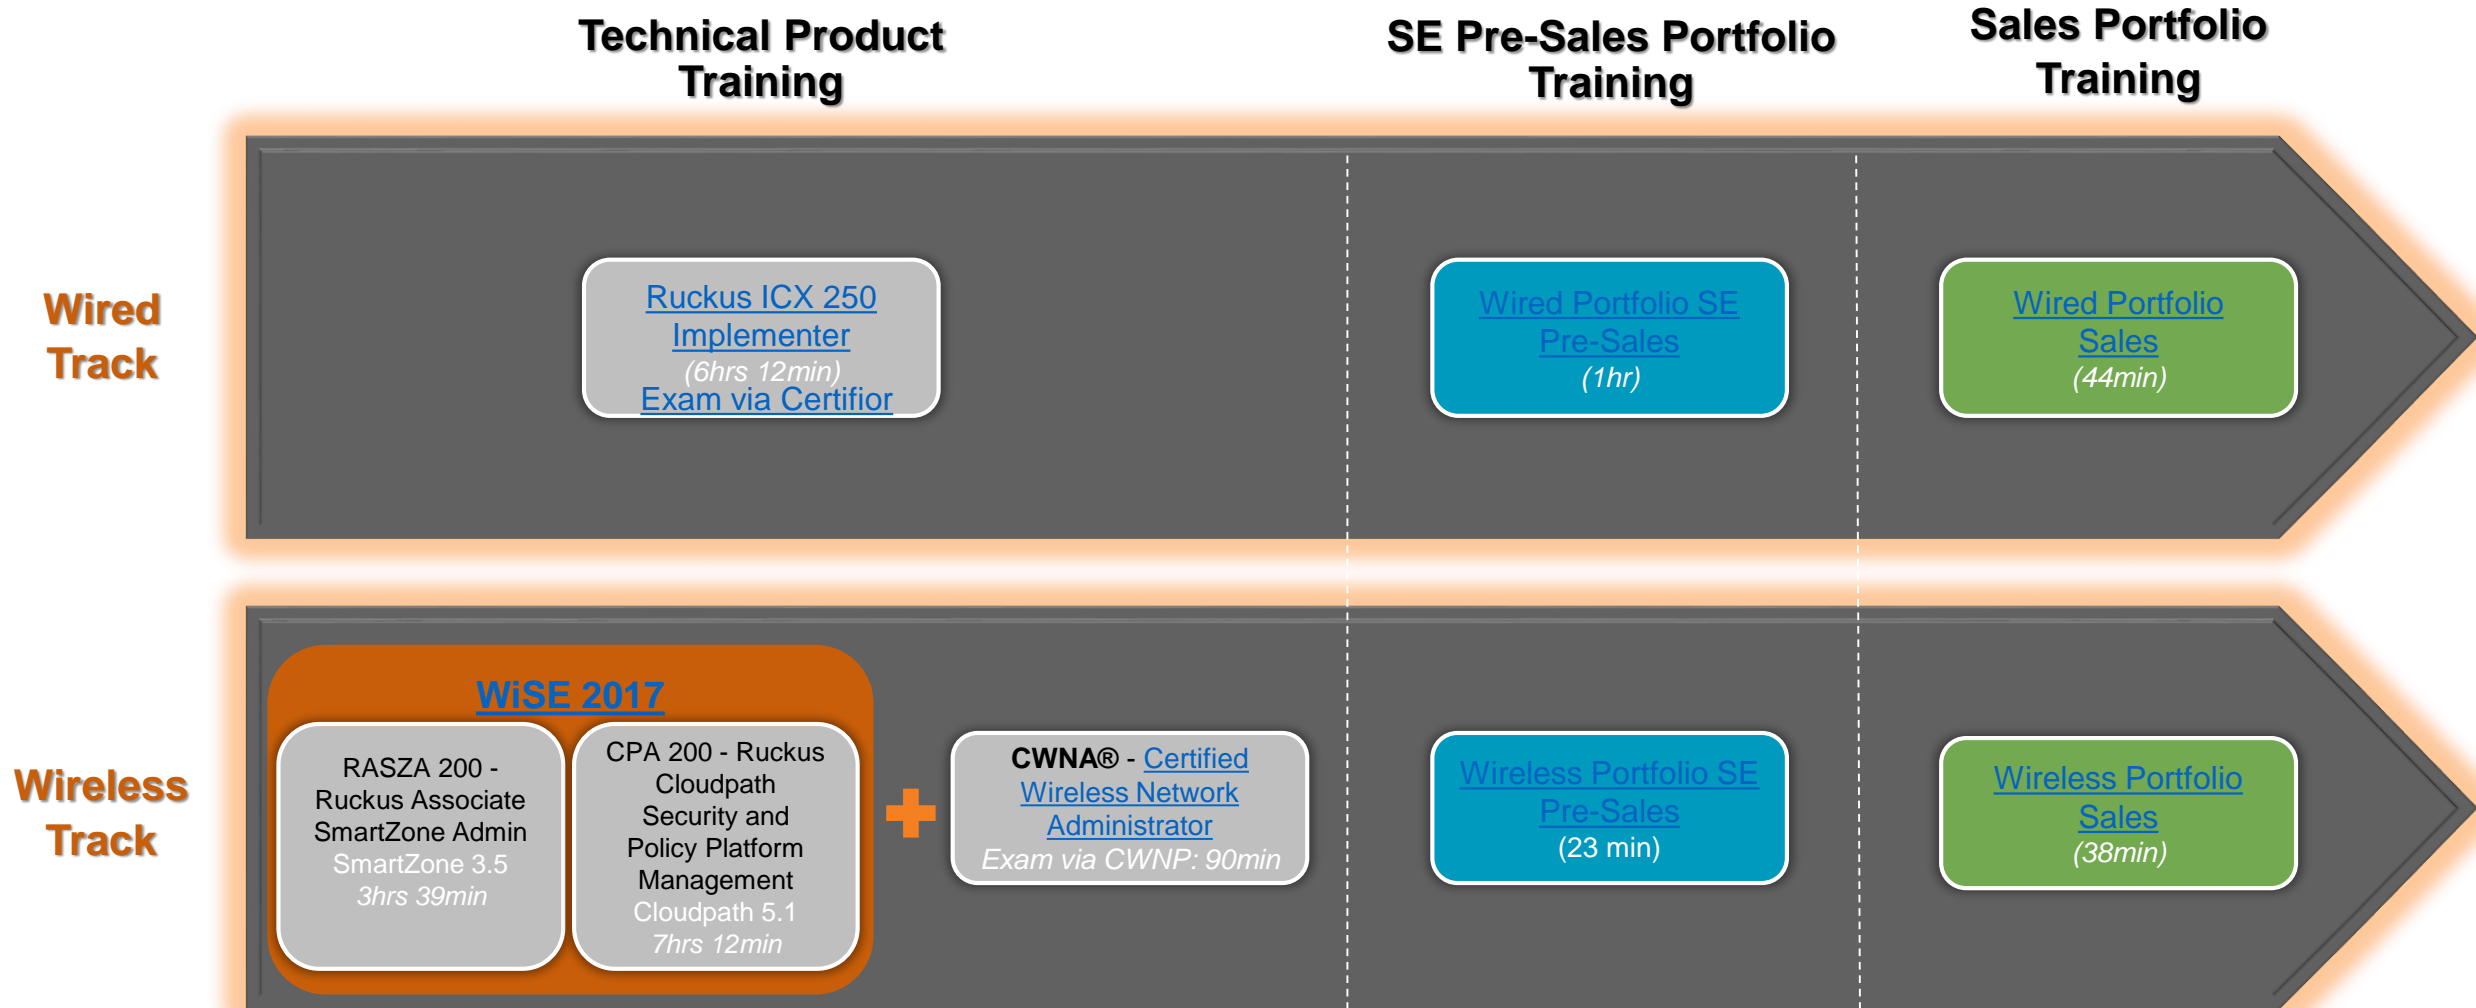 Technical Product
Training
SE Pre-Sales Portfolio
Training
Sales Portfolio
Training
Wired
Track
Ruckus ICX 250
Implementer
(6hrs 12min)
Exam via Certifior
Wired Portfolio SE
Pre-Sales
(1hr)
Wired Portfolio
Sales
(44min)
Wireless
Track
WiSE 2017
RASZA 200 -
Ruckus Associate
SmartZone Admin
SmartZone 3.5
3hrs 39min
CPA 200 - Ruckus
Cloudpath
Security and
Policy Platform
Management
Cloudpath 5.1
7hrs 12min
CWNA® - Certified
Wireless Network
Administrator
Exam via CWNP: 90min
Wireless Portfolio SE
Pre-Sales
(23 min)
Wireless Portfolio
Sales
(38min)